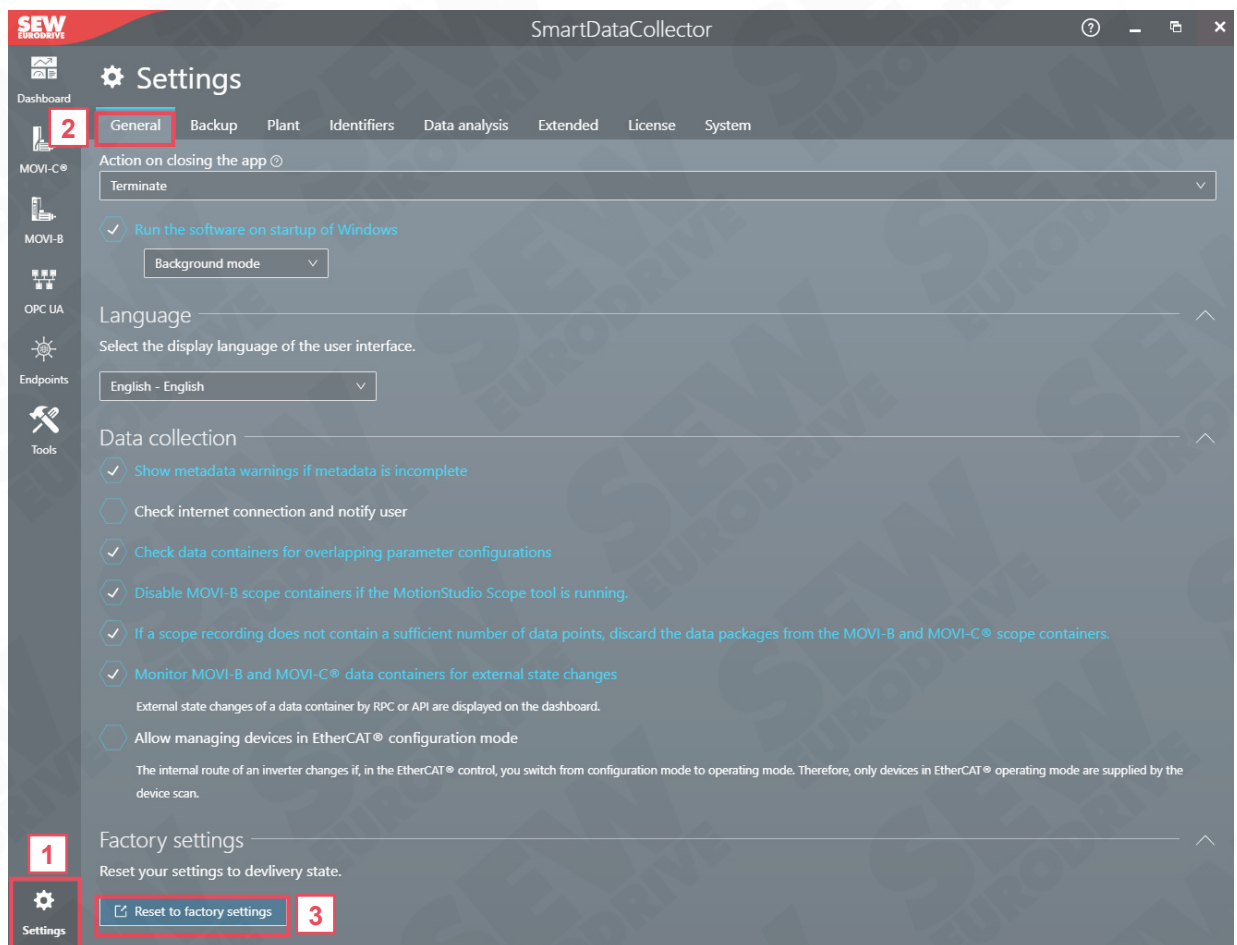 SEW
EURODRIVE
SmartDataCollector
Dashboard
MOVI-C®
MOVI-B
OPC UA
Endpoints
Tools
Settings
2
General Backup Plant Identifiers Data analysis Extended License System
Action on closing the app
Terminate
Run the software on startup of Windows
Background mode
Language
Select the display language of the user interface.
English - English
Data collection
Show metadata warnings if metadata is incomplete
Check internet connection and notify user
Check data containers for overlapping parameter configurations
Disable MOVI-B scope containers if the MotionStudio Scope tool is running.
If a scope recording does not contain a sufficient number of data points, discard the data packages from the MOVI-B and MOVI-C® scope containers.
Monitor MOVI-B and MOVI-C® data containers for external state changes
External state changes of a data container by RPC or API are displayed on the dashboard.
Allow managing devices in EtherCAT® configuration mode
The internal route of an inverter changes if, in the EtherCAT® control, you switch from configuration mode to operating mode. Therefore, only devices in EtherCAT® operating mode are supplied by the
device scan.
Factory settings
Reset your settings to devlivery state.
1
Settings
Reset to factory settings
3